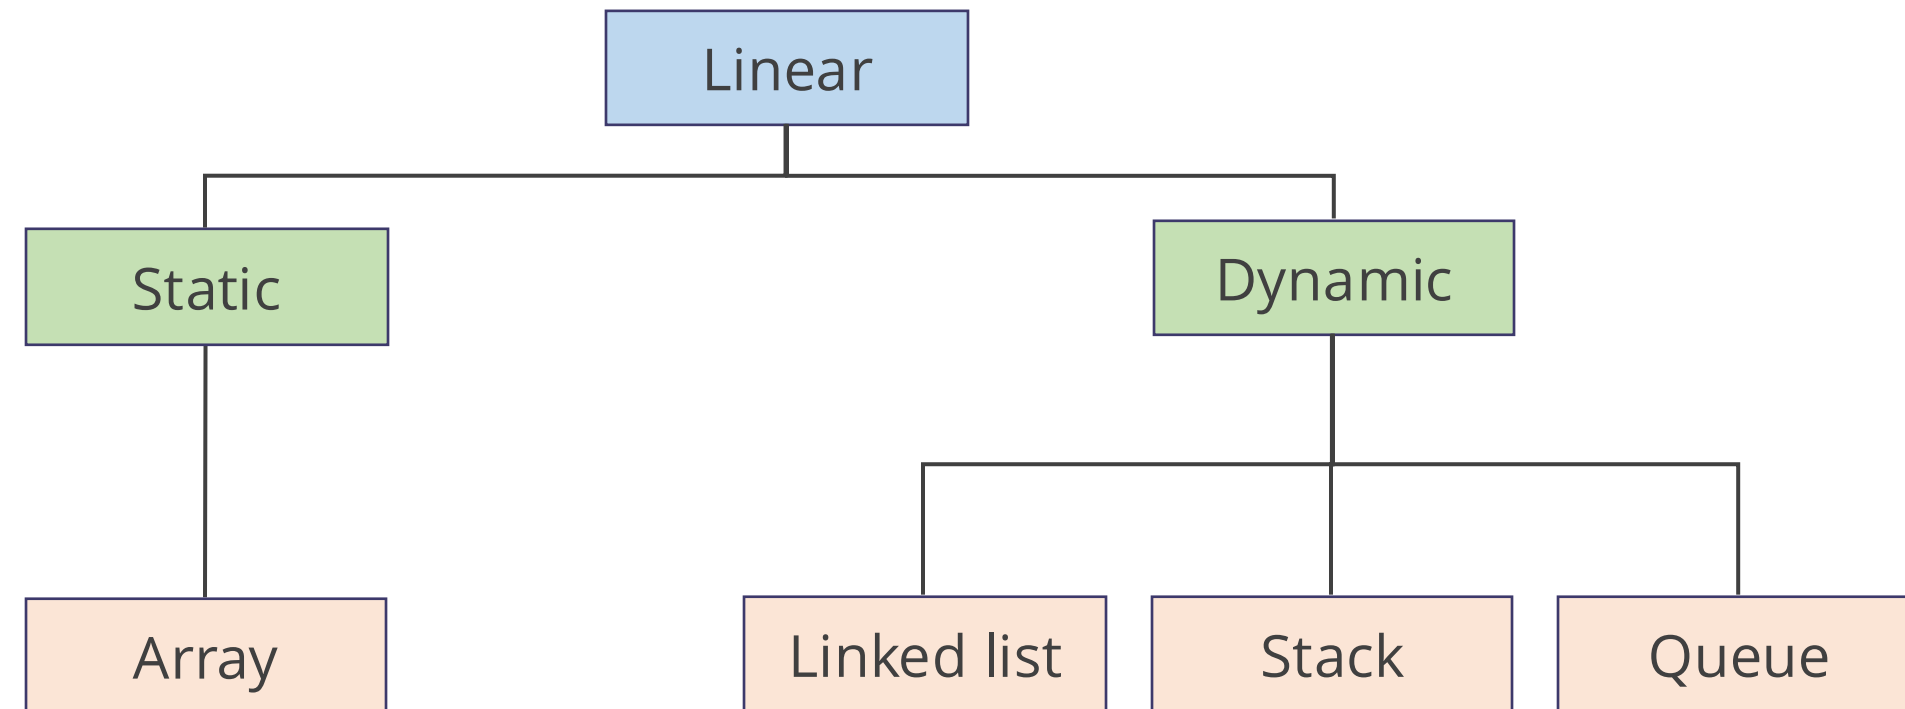 Linear
Static
Dynamic
Array
Linked list
Stack
Queue